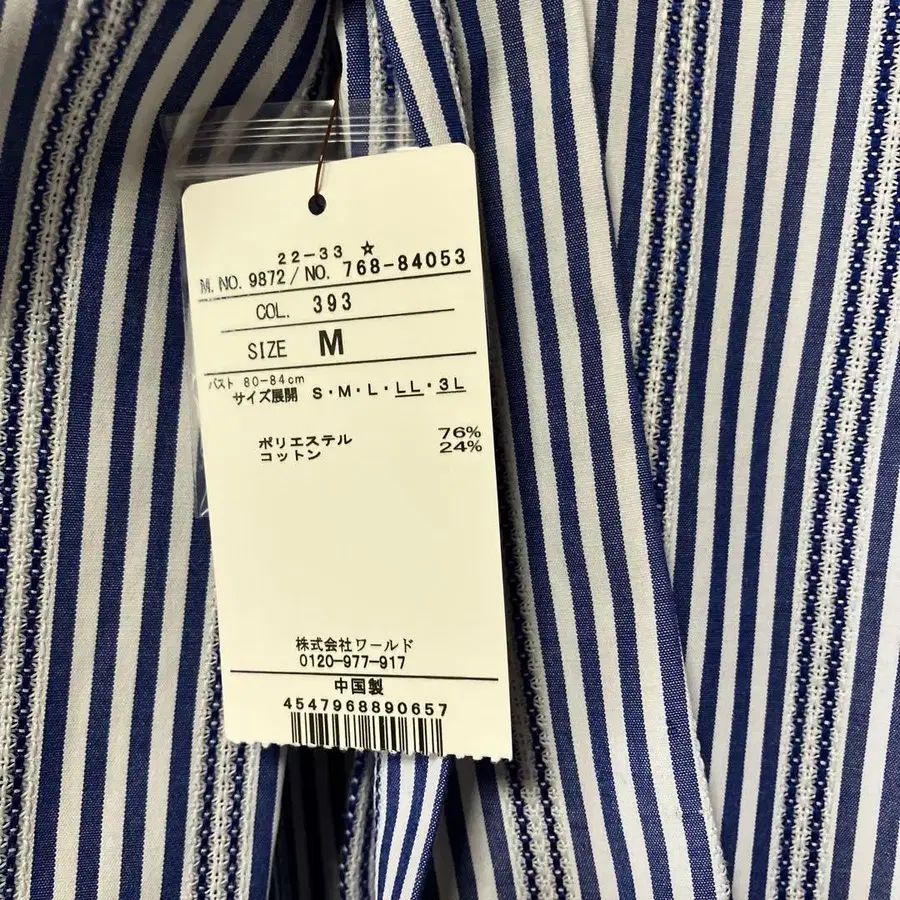 22-33 ☆
M.NO. 9872/NO. 768-84053
COL. 393
SIZE M
バスト 80-84cm
サイズ展開 S・M・L・LL・3L
ポリエステル 76%
コットン 24%
株式会社ワールド
0120-977-917
中国製
4547968890657